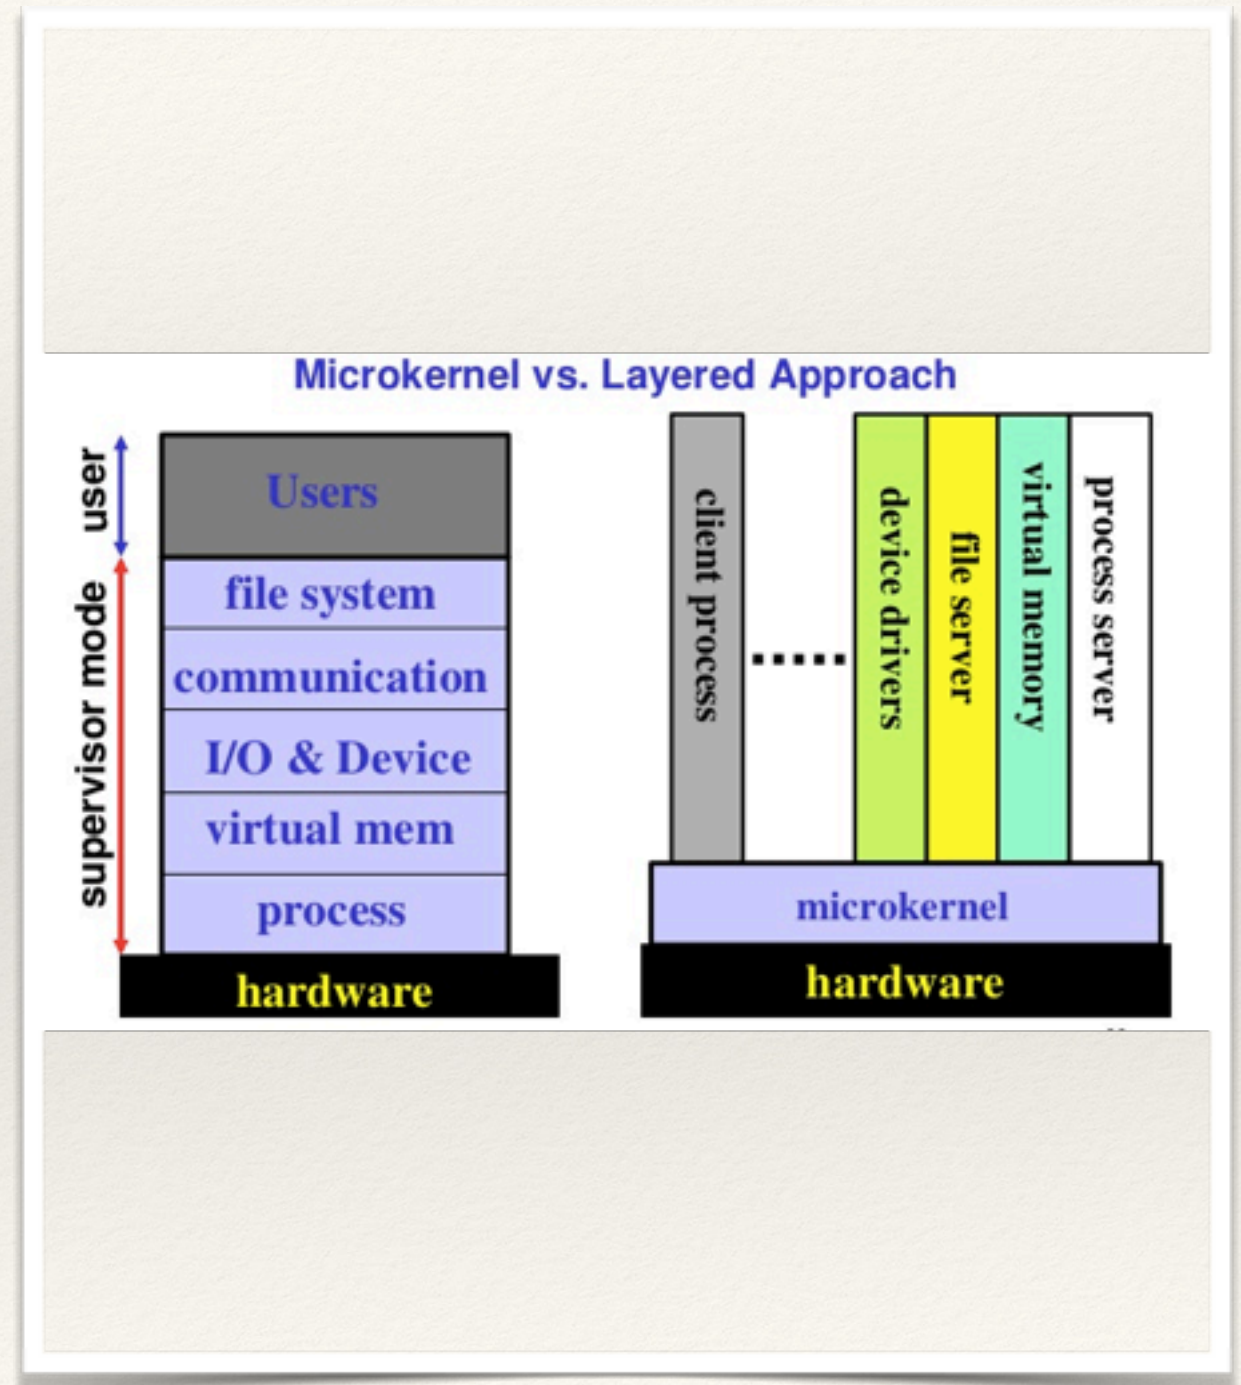 Microkernel vs. Layered Approach
user
supervisor mode
Users
file system
communication
I/O & Device
virtual mem
process
hardware
client process
device drivers
file server
virtual memory
process server
microkernel
hardware